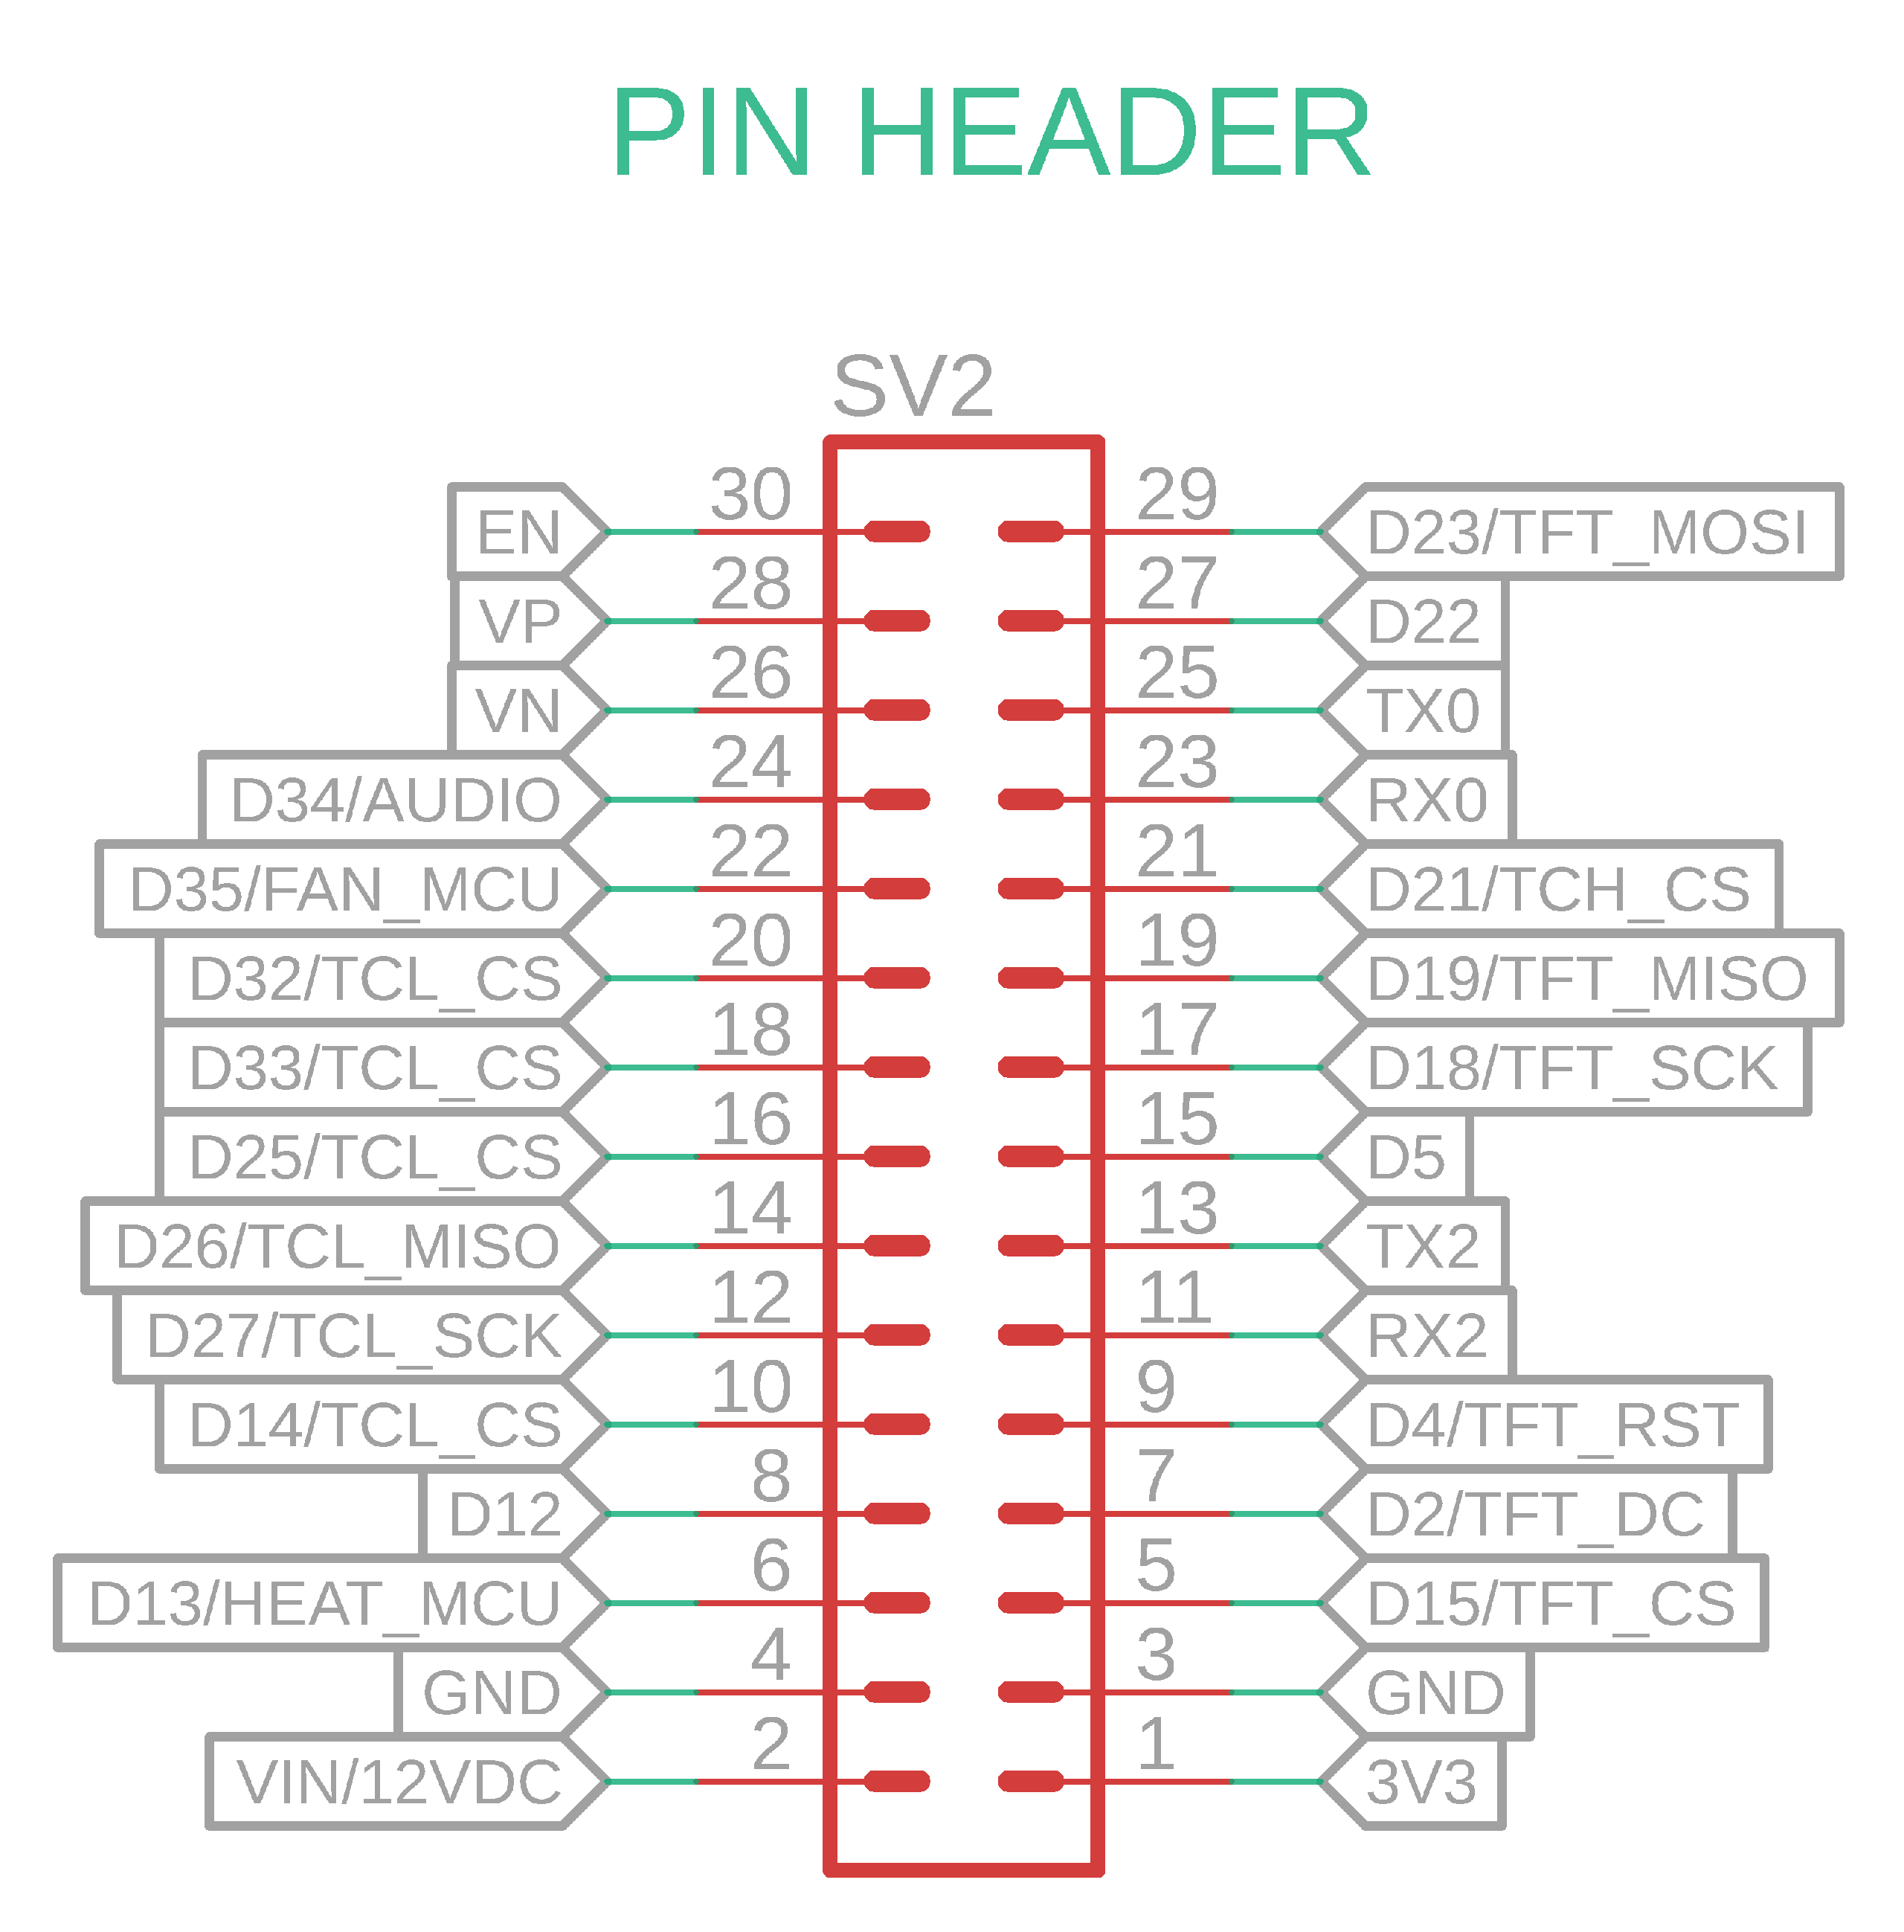 PIN HEADER
SV2
EN 30 29 D23/TFT_MOSI
VP 28 27 D22
VN 26 25 TX0
D34/AUDIO 24 23 RX0
D35/FAN_MCU 22 21 D21/TCH_CS
D32/TCL_CS 20 19 D19/TFT_MISO
D33/TCL_CS 18 17 D18/TFT_SCK
D25/TCL_CS 16 15 D5
D26/TCL_MISO 14 13 TX2
D27/TCL_SCK 12 11 RX2
D14/TCL_CS 10 9 D4/TFT_RST
D12 8 7 D2/TFT_DC
D13/HEAT_MCU 6 5 D15/TFT_CS
GND 4 3 GND
VIN/12VDC 2 1 3V3